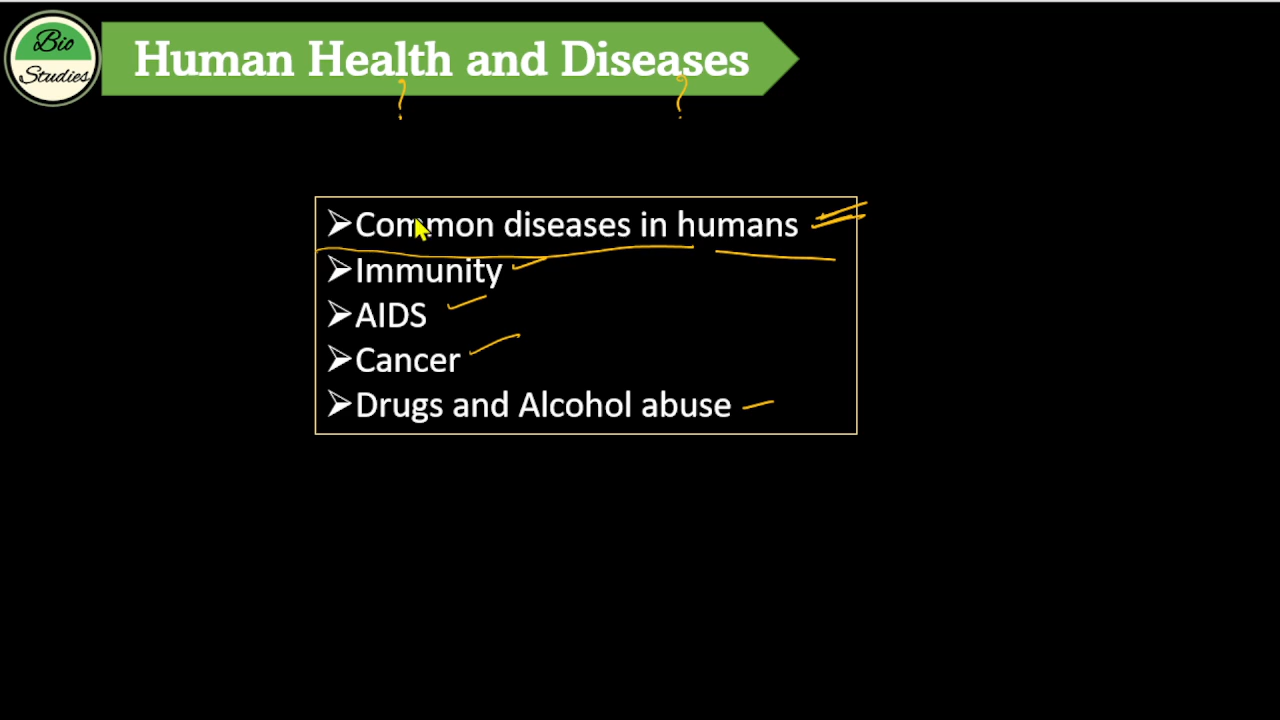 Bio
Studies
Human Health and Diseases
? ?
➢Common diseases in humans
➢Immunity
➢AIDS
➢Cancer
➢Drugs and Alcohol abuse